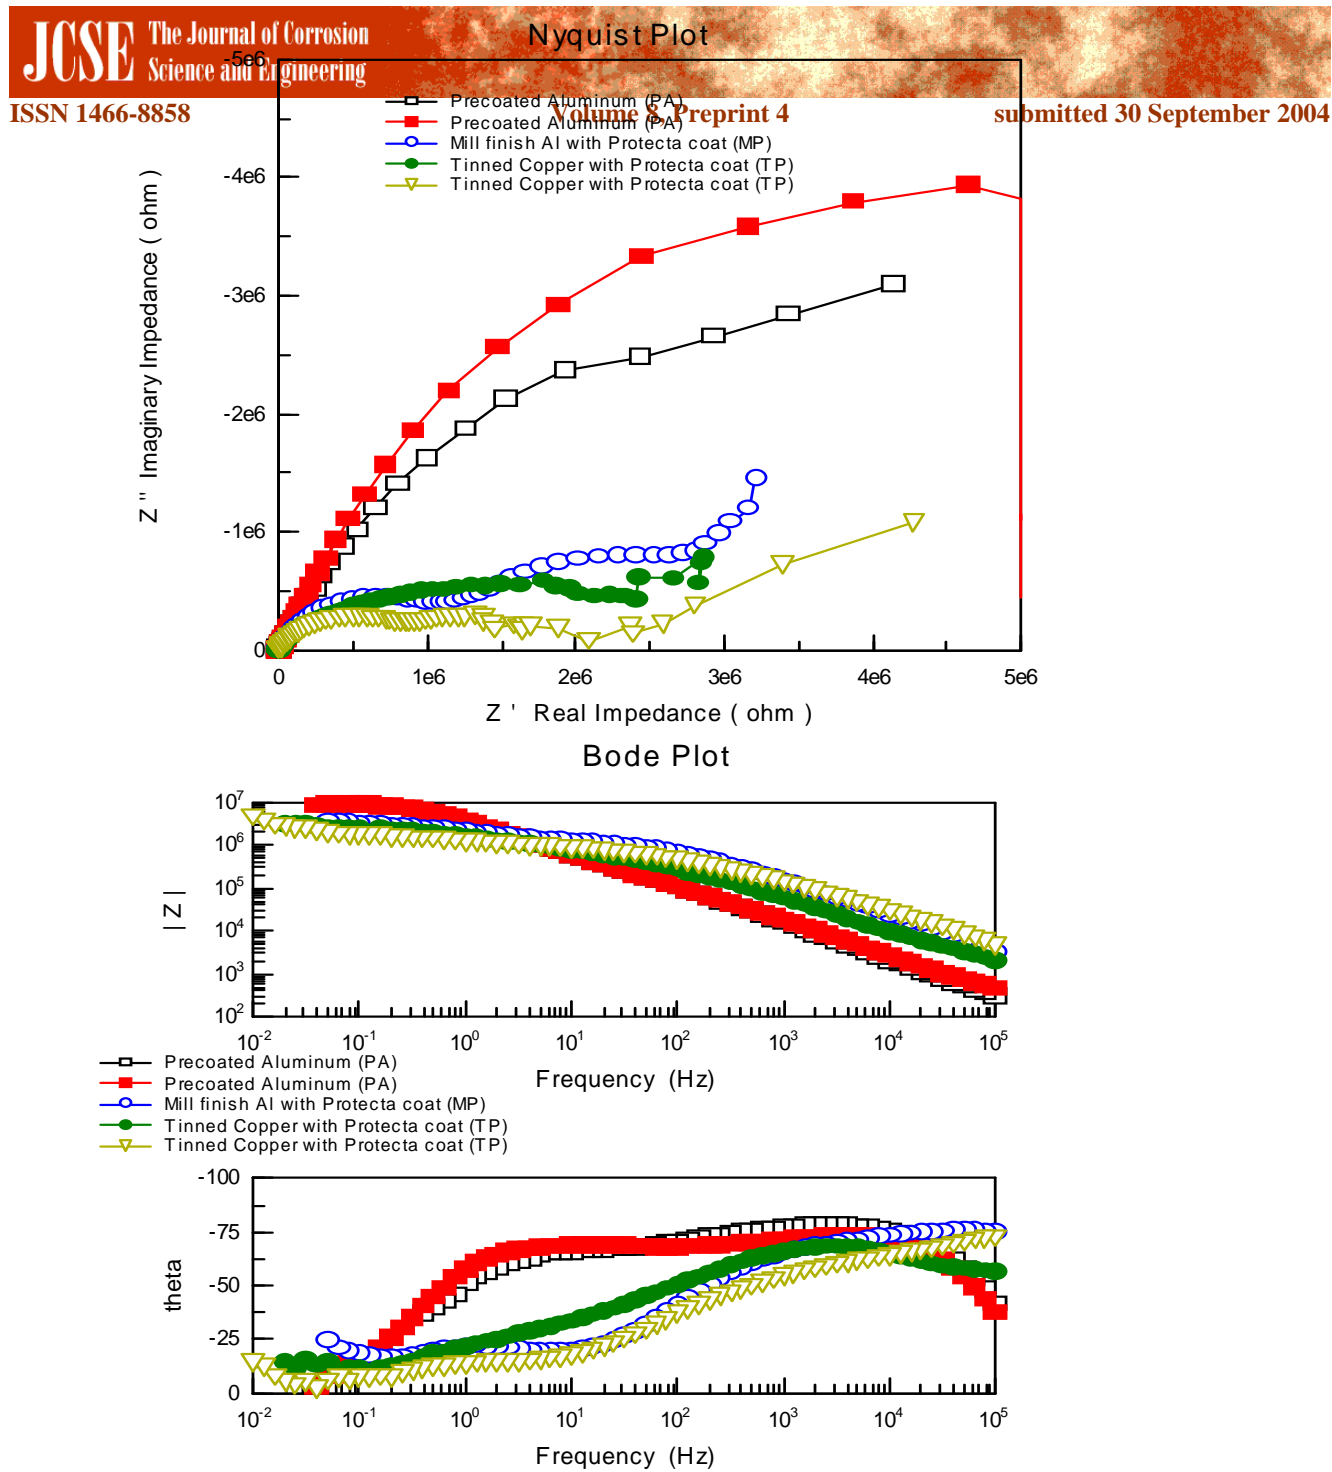 JCSE The Journal of Corrosion
Science and Engineering
Nyquist Plot
ISSN 1466-8858 Volume 8, Preprint 4 submitted 30 September 2004
-5e6
Precoated Aluminum (PA)
Precoated Aluminum (PA)
Mill finish Al with Protecta coat (MP)
Tinned Copper with Protecta coat (TP)
Tinned Copper with Protecta coat (TP)
-4e6
-3e6
-2e6
-1e6
0
Z '' Imaginary Impedance ( ohm )
0 1e6 2e6 3e6 4e6 5e6
Z ' Real Impedance ( ohm )
Bode Plot
10^7
10^6
10^5
10^4
10^3
10^2
| Z |
10^-2 10^-1 10^0 10^1 10^2 10^3 10^4 10^5
Frequency (Hz)
Precoated Aluminum (PA)
Precoated Aluminum (PA)
Mill finish Al with Protecta coat (MP)
Tinned Copper with Protecta coat (TP)
Tinned Copper with Protecta coat (TP)
-100
-75
-50
-25
0
theta
10^-2 10^-1 10^0 10^1 10^2 10^3 10^4 10^5
Frequency (Hz)